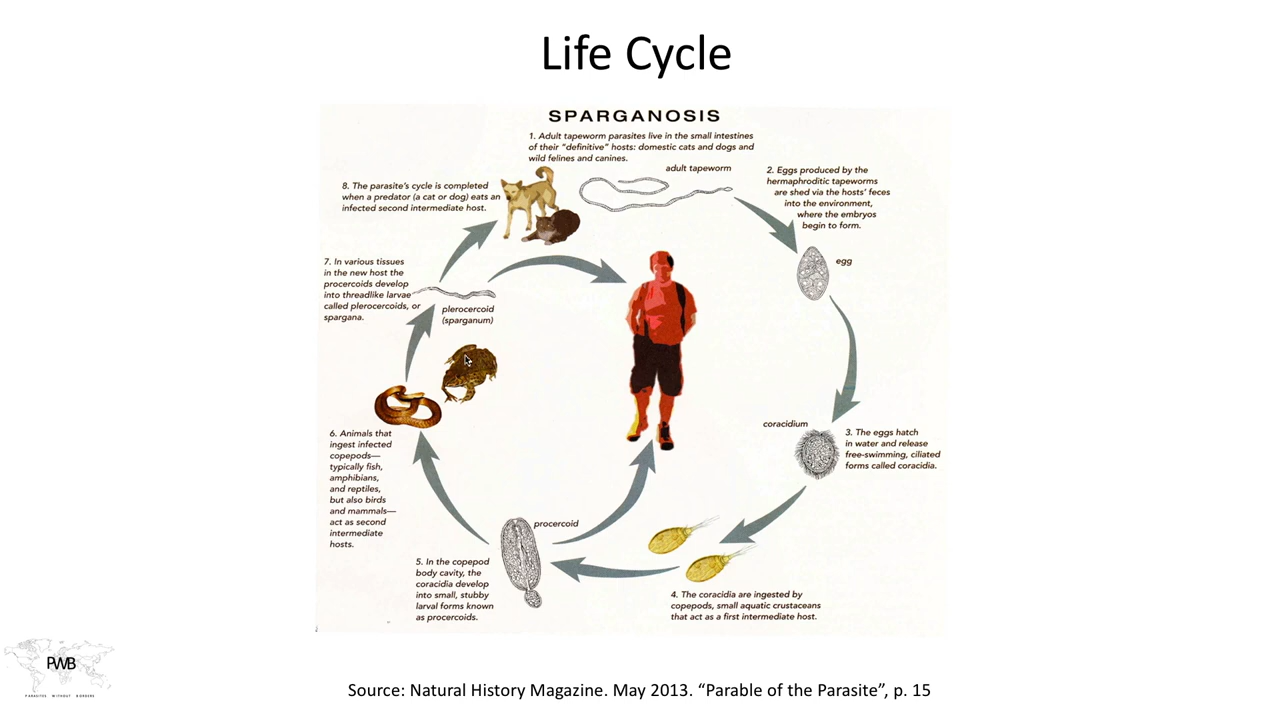 Life Cycle
SPARGANOSIS
1. Adult tapeworm parasites live in the small intestines
of their “definitive” hosts: domestic cats and dogs and
wild felines and canines.
adult tapeworm
2. Eggs produced by the
hermaphroditic tapeworms
are shed via the hosts’ feces
into the environment,
where the embryos
begin to form.
egg
coracidium
3. The eggs hatch
in water and release
free-swimming, ciliated
forms called coracidia.
4. The coracidia are ingested by
copepods, small aquatic crustaceans
that act as a first intermediate host.
procercoid
5. In the copepod
body cavity, the
coracidia develop
into small, stubby
larval forms known
as procercoids.
6. Animals that
ingest infected
copepods—
typically fish,
amphibians,
and reptiles,
but also birds
and mammals—
act as second
intermediate
hosts.
7. In various tissues
in the new host the
procercoids develop
into threadlike larvae
called plerocercoids, or
spargana.
plerocercoid
(sparganum)
8. The parasite’s cycle is completed
when a predator (a cat or dog) eats an
infected second intermediate host.
PWB
PARASITES WITHOUT BORDERS
Source: Natural History Magazine. May 2013. “Parable of the Parasite”, p. 15